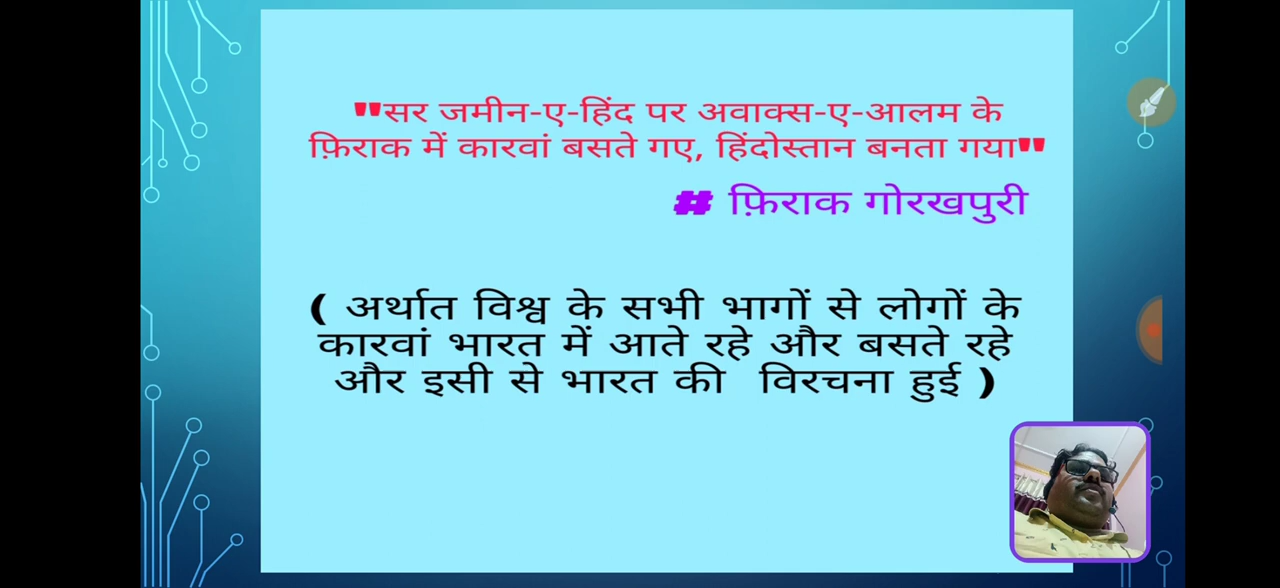 "सर जमीन-ए-हिंद पर अवाक्स-ए-आलम के
फ़िराक में कारवां बसते गए, हिंदोस्तान बनता गया"
# फ़िराक गोरखपुरी
( अर्थात विश्व के सभी भागों से लोगों के
कारवां भारत में आते रहे और बसते रहे
और इसी से भारत की विरचना हुई )